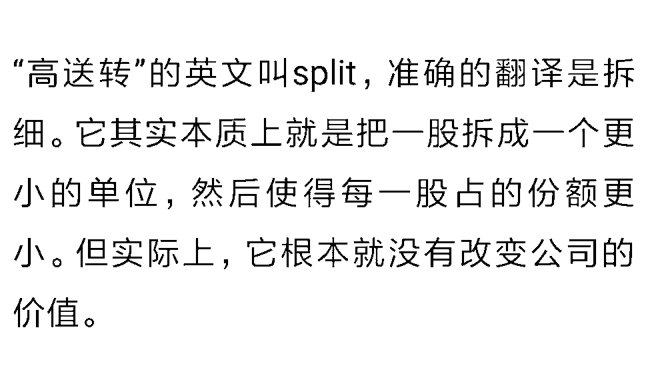 “高送转”的英文叫split，准确的翻译是拆
细。它其实本质上就是把一股拆成一个更
小的单位，然后使得每一股占的份额更
小。但实际上，它根本就没有改变公司的
价值。